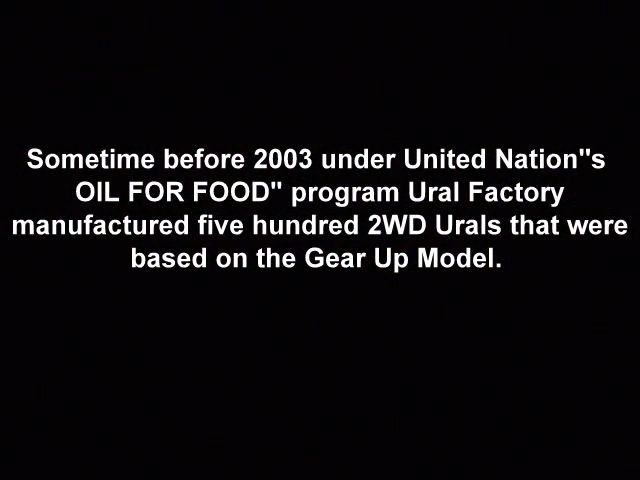 Sometime before 2003 under United Nation"s
OIL FOR FOOD" program Ural Factory
manufactured five hundred 2WD Urals that were
based on the Gear Up Model.